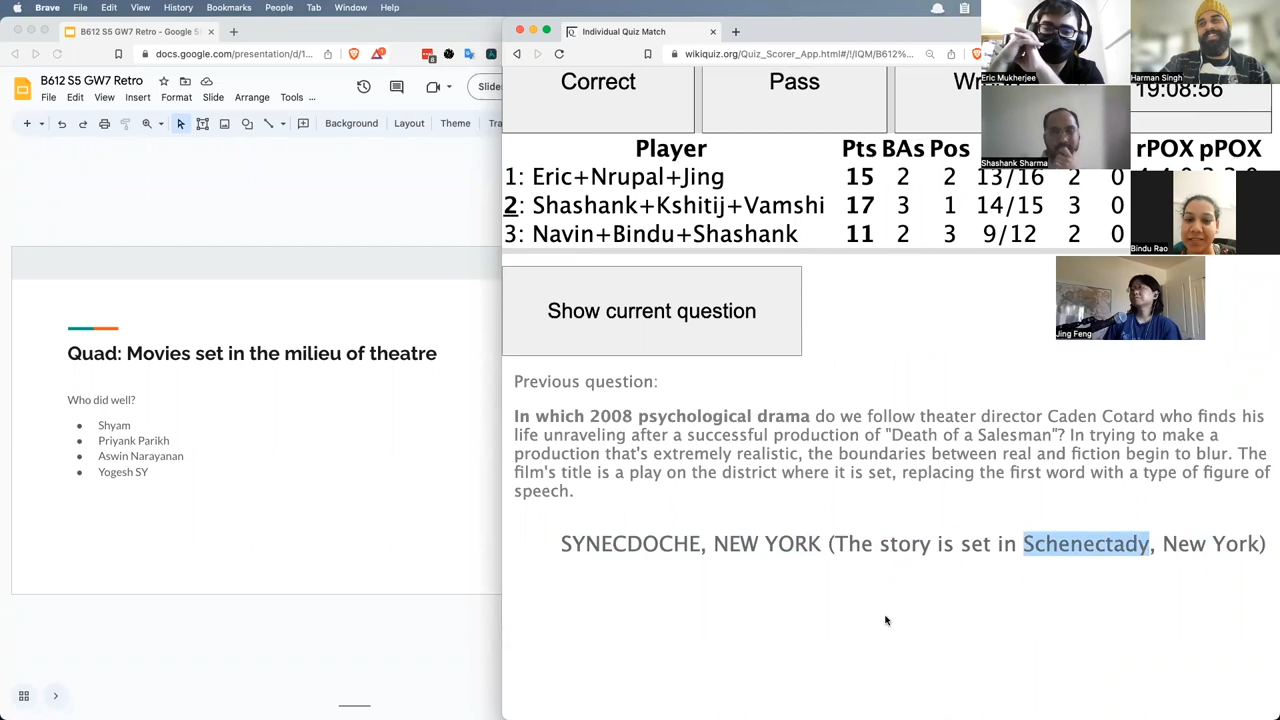 Brave File Edit View History Bookmarks People Tab Window Help
B612 S5 GW7 Retro - Google Sl
docs.google.com/presentation/d/1...
B612 S5 GW7 Retro
File Edit Insert Format Slide Arrange Tools ...
Slide
Background Layout Theme Tra
Quad: Movies set in the milieu of theatre
Who did well?
● Shyam
● Priyank Parikh
● Aswin Narayanan
● Yogesh SY
Individual Quiz Match
wikiquiz.org/Quiz_Scorer_App.html#/!/IQM/B612%...
Correct Pass Wr
19:08:56
Player Pts BAs Pos rPOX pPOX
1: Eric+Nrupal+Jing 15 2 2 13/16 2 0
2: Shashank+Kshitij+Vamshi 17 3 1 14/15 3 0
3: Navin+Bindu+Shashank 11 2 3 9/12 2 0
Show current question
Previous question:
In which 2008 psychological drama do we follow theater director Caden Cotard who finds his
life unraveling after a successful production of "Death of a Salesman"? In trying to make a
production that's extremely realistic, the boundaries between real and fiction begin to blur. The
film's title is a play on the district where it is set, replacing the first word with a type of figure of
speech.
SYNECDOCHE, NEW YORK (The story is set in Schenectady, New York)
Eric Mukherjee
Harman Singh
Shashank Sharma
Bindu Rao
Jing Feng